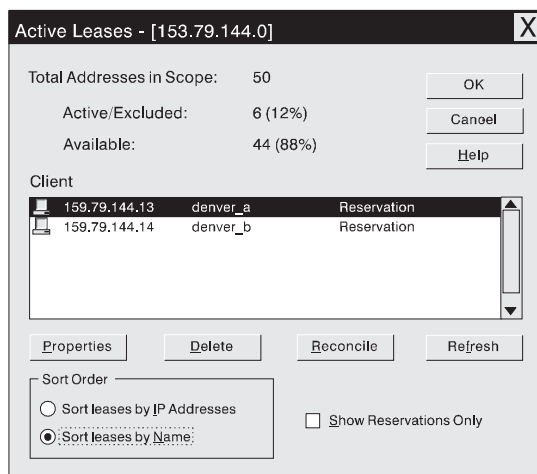 Active Leases - [153.79.144.0]
X
Total Addresses in Scope: 50
OK
Active/Excluded: 6 (12%)
Cancel
Available: 44 (88%)
Help
Client
159.79.144.13 denver_a Reservation
159.79.144.14 denver_b Reservation
Properties Delete Reconcile Refresh
Sort Order
Sort leases by IP Addresses
Show Reservations Only
Sort leases by Name: